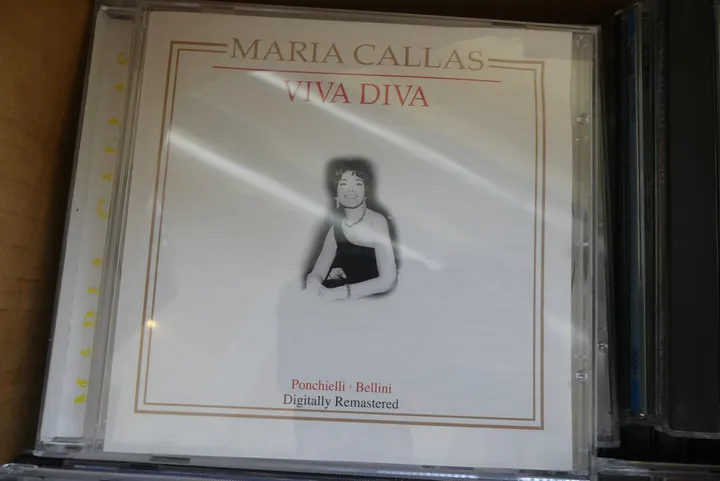 MARIA CALLAS
VIVA DIVA
Ponchielli · Bellini
Digitally Remastered